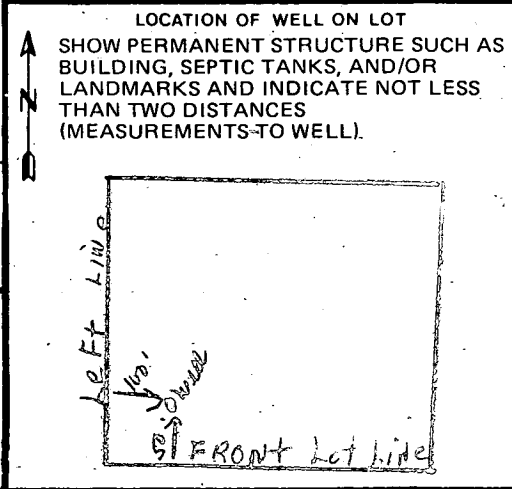 LOCATION OF WELL ON LOT
SHOW PERMANENT STRUCTURE SUCH AS
BUILDING, SEPTIC TANKS, AND/OR
LANDMARKS AND INDICATE NOT LESS
THAN TWO DISTANCES
(MEASUREMENTS TO WELL).
N
Left Line
100'
well
FRONT Lot Line